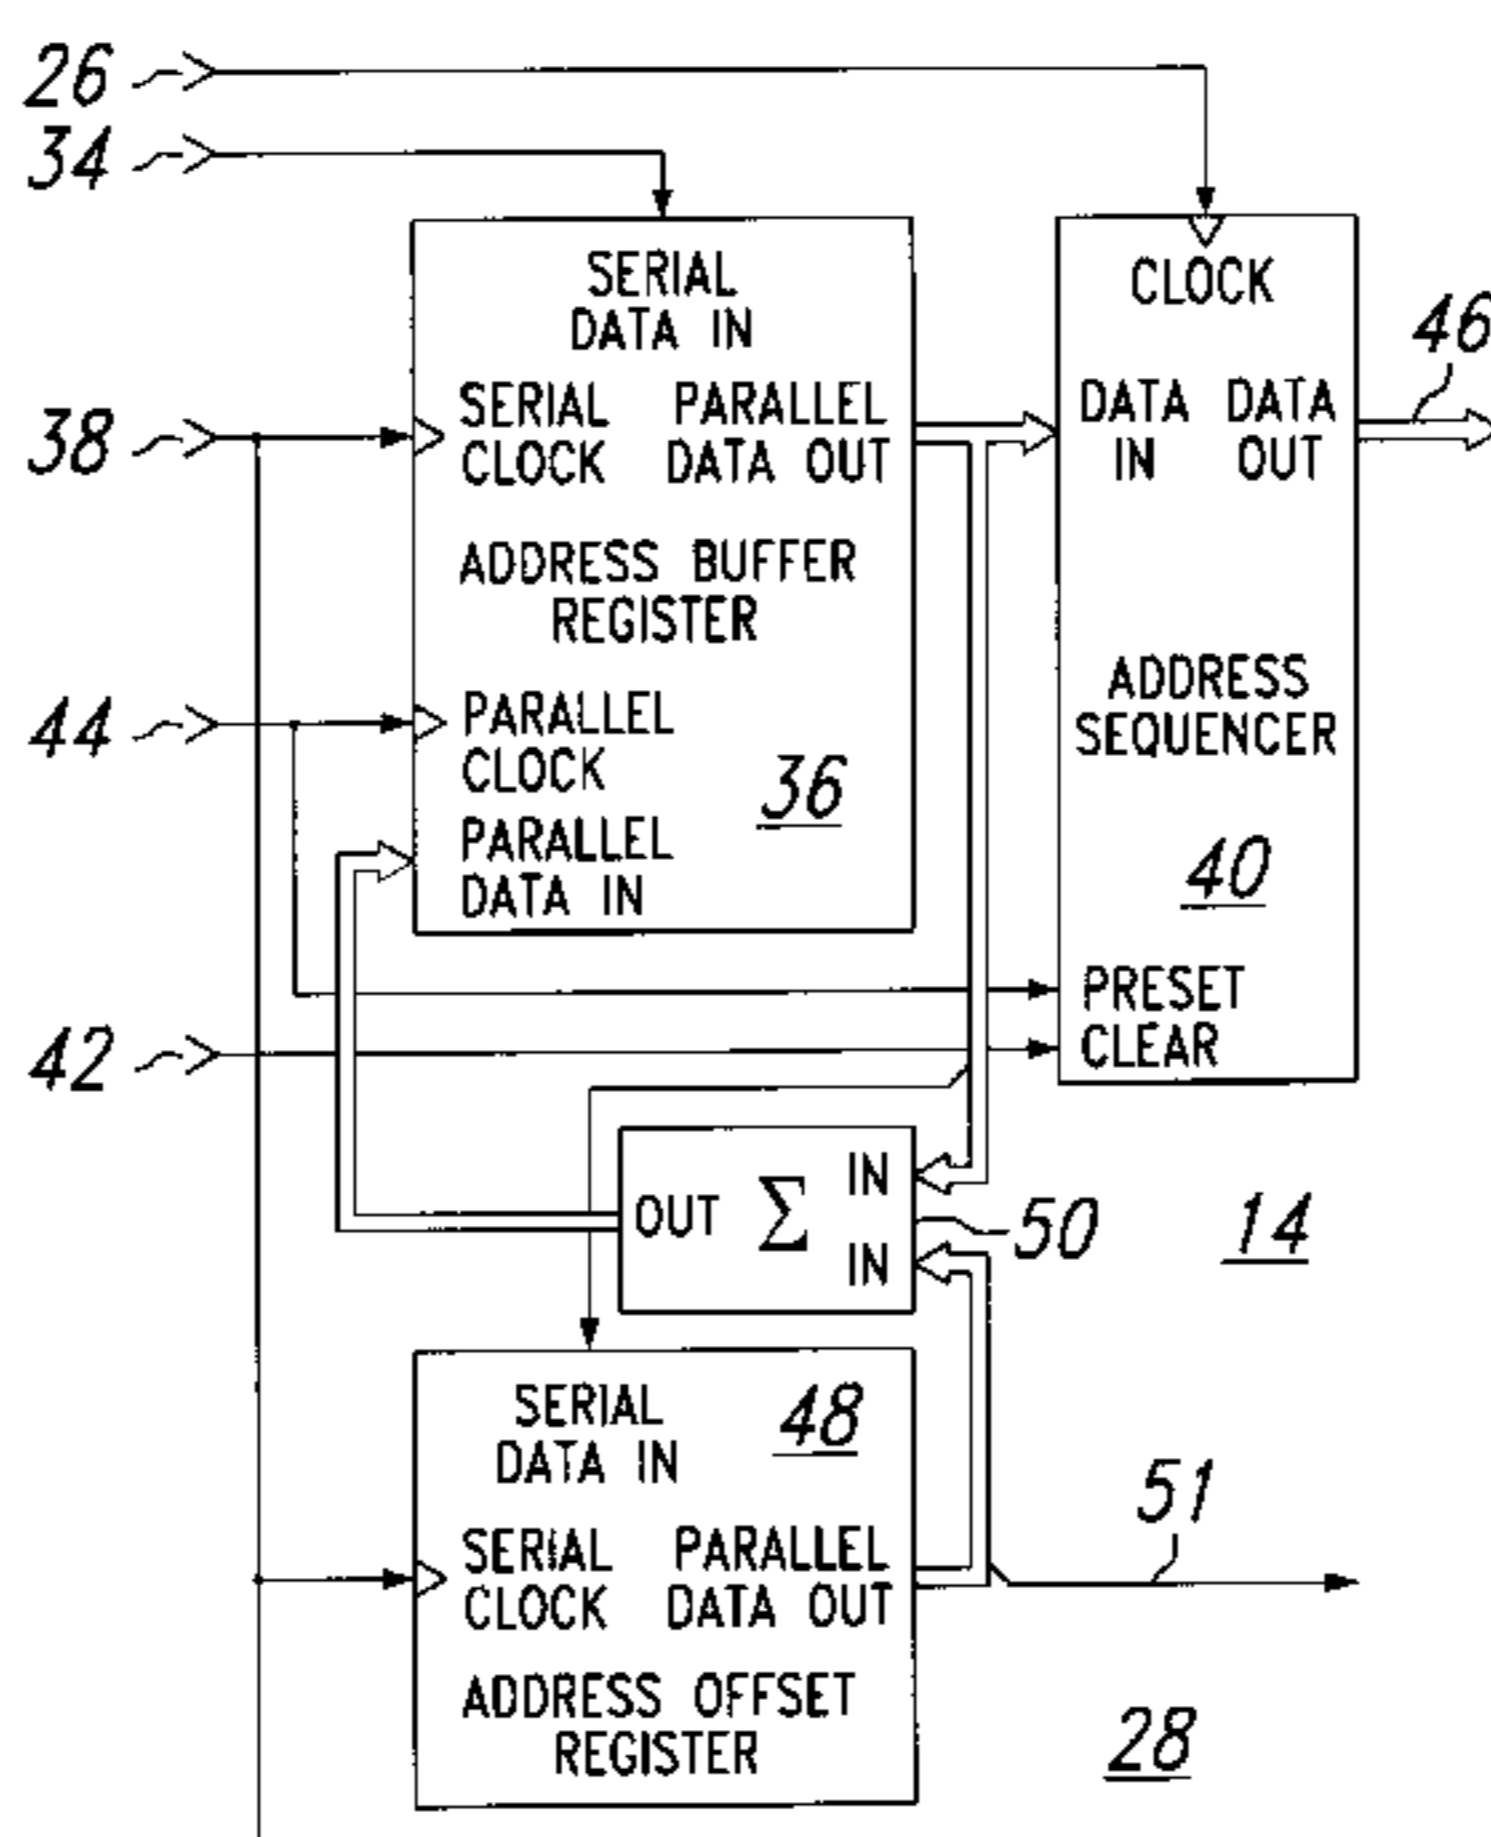 26
34
SERIAL
DATA IN
CLOCK
38
SERIAL PARALLEL
CLOCK DATA OUT
DATA DATA
IN OUT
46
ADDRESS BUFFER
REGISTER
44
PARALLEL
CLOCK
36
PARALLEL
DATA IN
ADDRESS
SEQUENCER
40
PRESET
CLEAR
42
IN
OUT Σ
IN
50
14
SERIAL
DATA IN
48
SERIAL PARALLEL
CLOCK DATA OUT
51
ADDRESS OFFSET
REGISTER
28